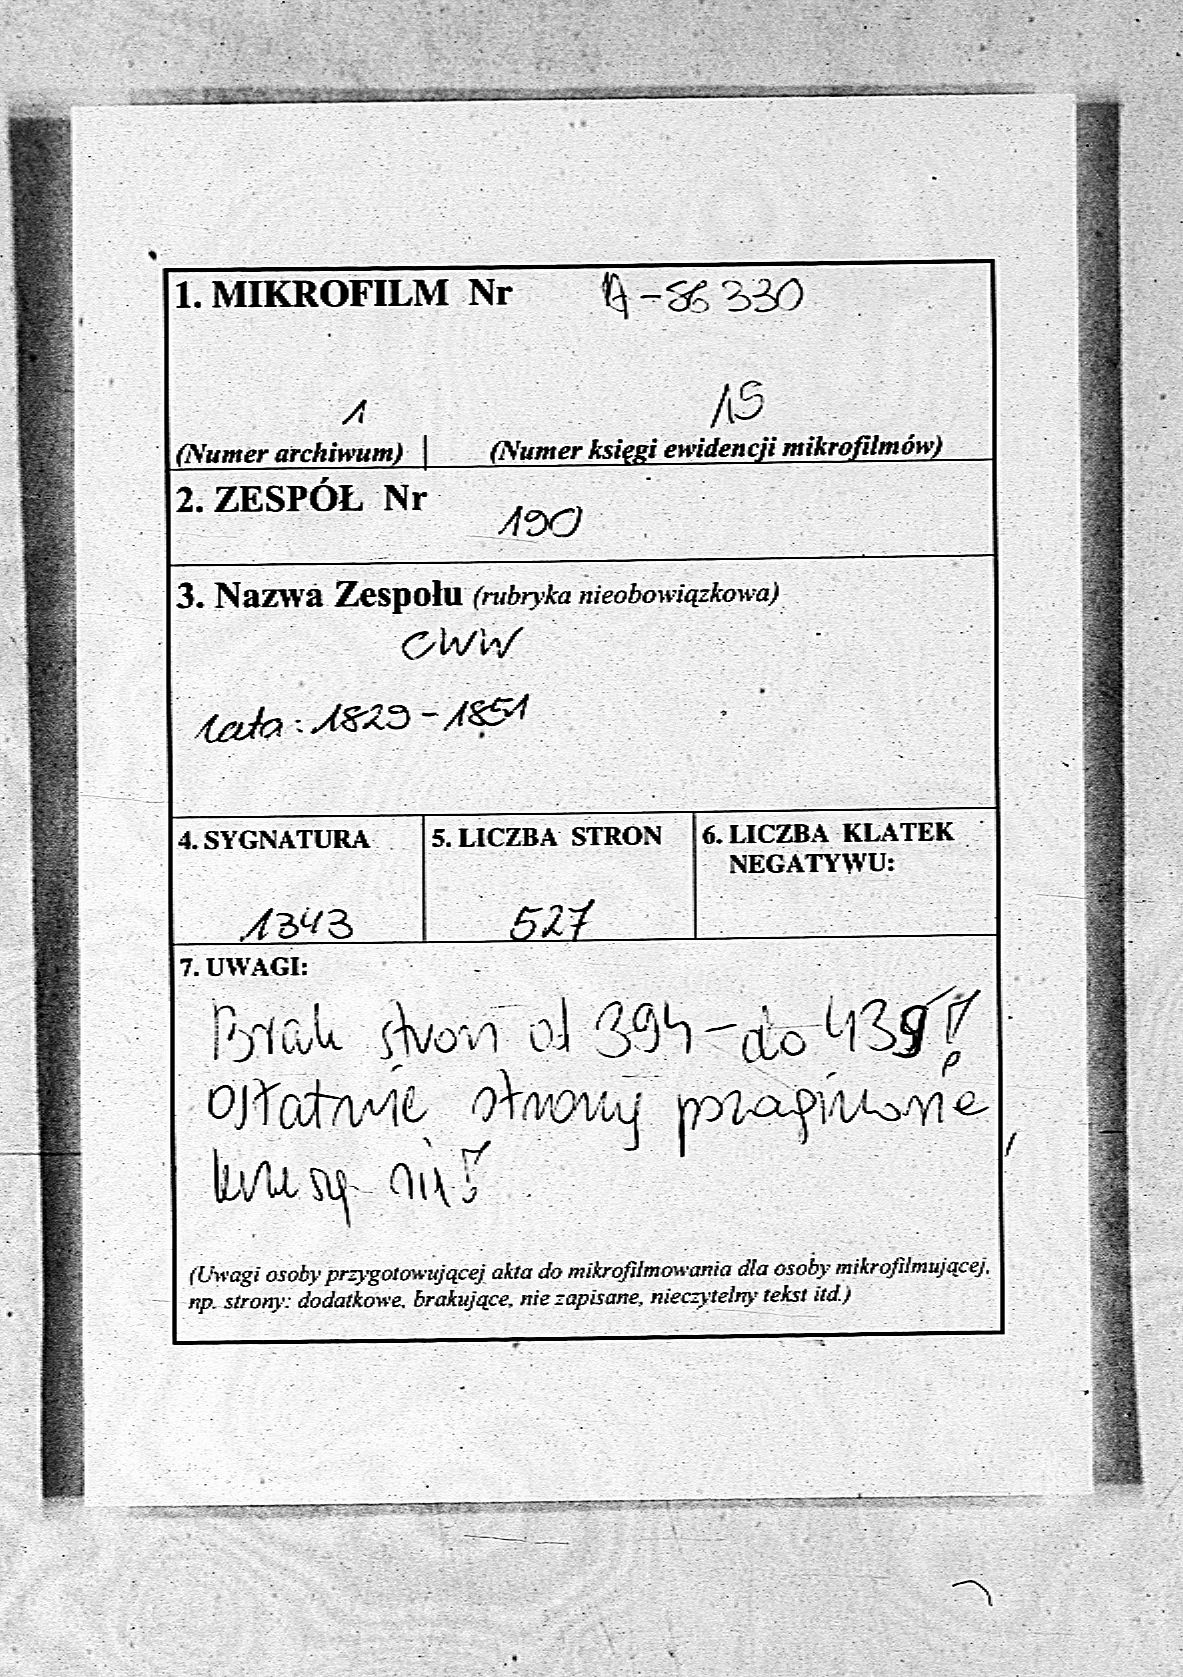 1. MIKROFILM Nr A-86330
1 15
(Numer archiwum) (Numer księgi ewidencji mikrofilmów)
2. ZESPÓŁ Nr
190
3. Nazwa Zespołu (rubryka nieobowiązkowa)
CWW
lata: 1829-1851
4. SYGNATURA 5. LICZBA STRON 6. LICZBA KLATEK
NEGATYWU:
1343 527
7. UWAGI:
Brak stron od 394 - do 439!
ostatnie strony
(Uwagi osoby przygotowującej akta do mikrofilmowania dla osoby mikrofilmującej,
np. strony: dodatkowe, brakujące, nie zapisane, nieczytelny tekst itd.)